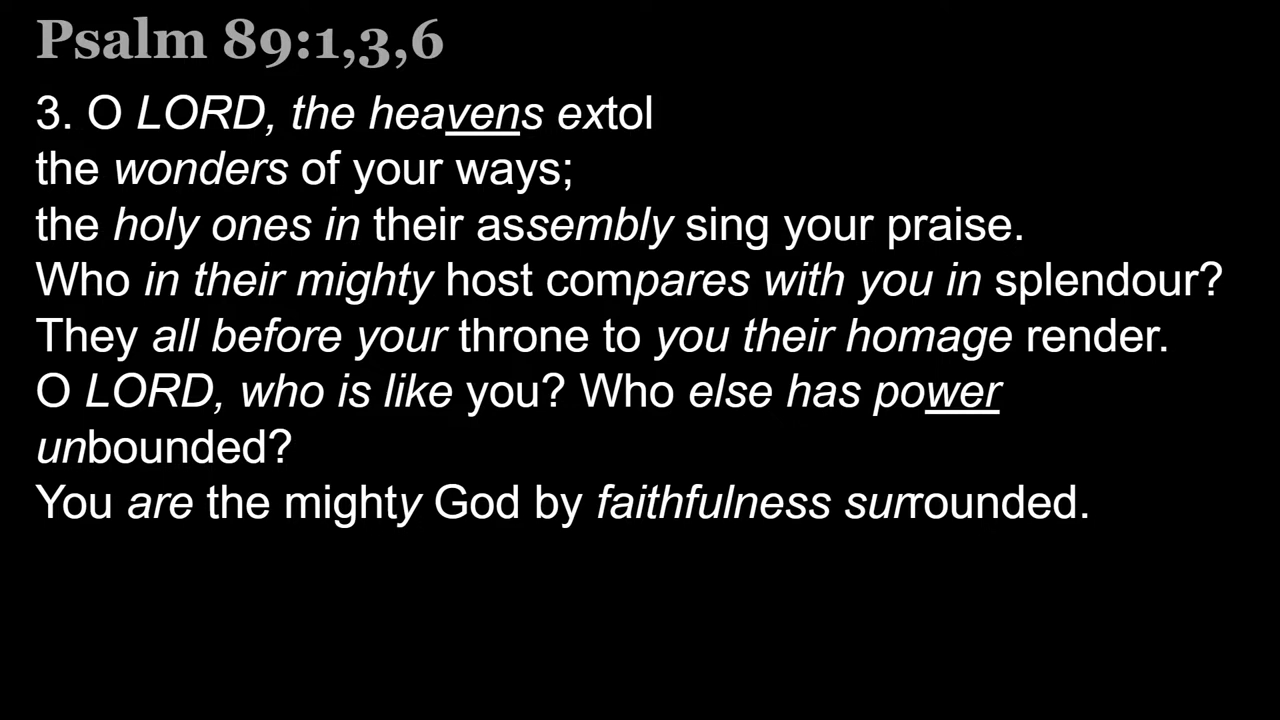 Psalm 89:1,3,6
3. O LORD, the heavens extol
the wonders of your ways;
the holy ones in their assembly sing your praise.
Who in their mighty host compares with you in splendour?
They all before your throne to you their homage render.
O LORD, who is like you? Who else has power
unbounded?
You are the mighty God by faithfulness surrounded.